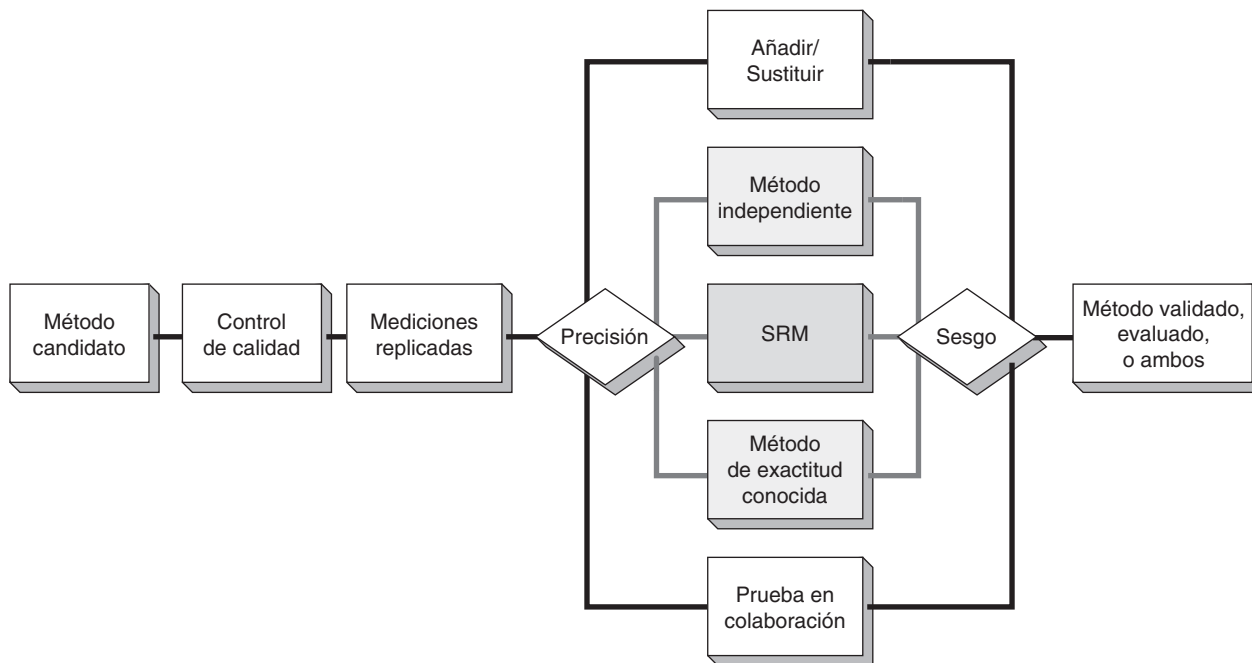 Añadir/
Sustituir
Método
independiente
Método
candidato
Control
de calidad
Mediciones
replicadas
Precisión
SRM
Sesgo
Método validado,
evaluado,
o ambos
Método
de exactitud
conocida
Prueba en
colaboración